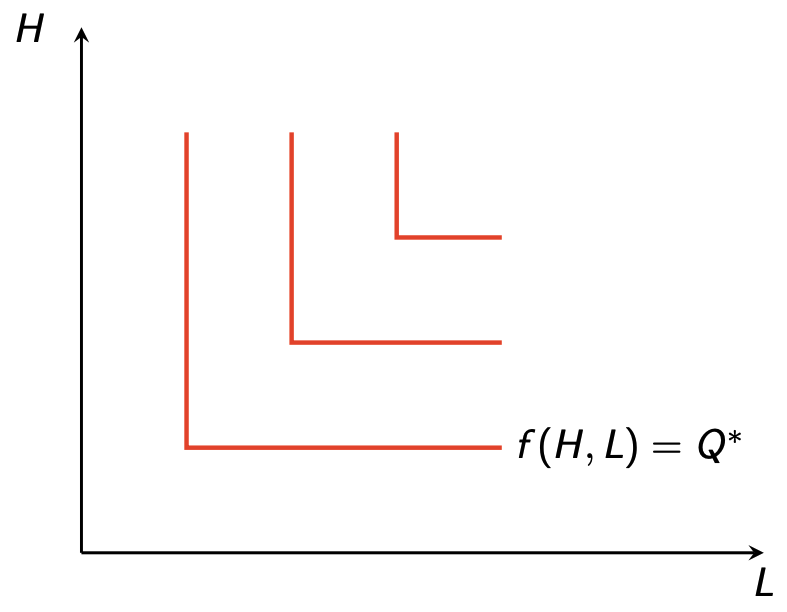 H
f(H, L) = Q*
L